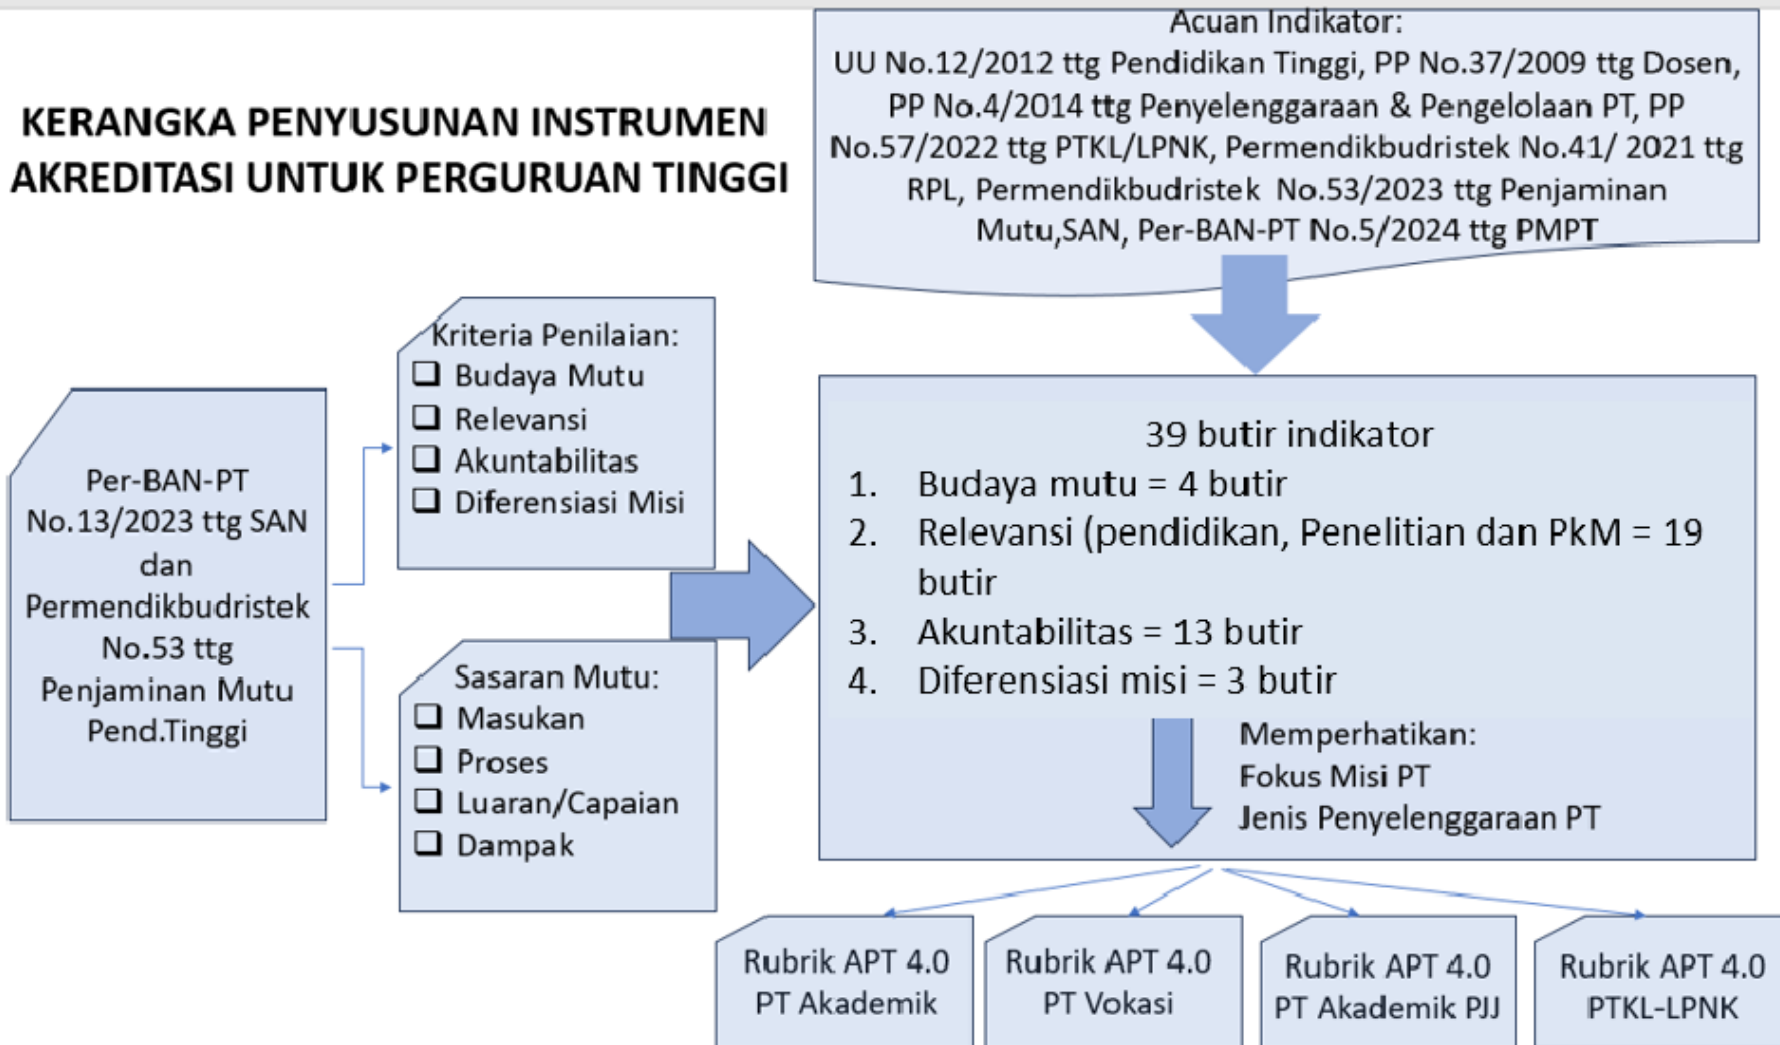 KERANGKA PENYUSUNAN INSTRUMEN
AKREDITASI UNTUK PERGURUAN TINGGI
Acuan Indikator:
UU No.12/2012 ttg Pendidikan Tinggi, PP No.37/2009 ttg Dosen,
PP No.4/2014 ttg Penyelenggaraan & Pengelolaan PT, PP
No.57/2022 ttg PTKL/LPNK, Permendikbudristek No.41/ 2021 ttg
RPL, Permendikbudristek No.53/2023 ttg Penjaminan
Mutu,SAN, Per-BAN-PT No.5/2024 ttg PMPT
Per-BAN-PT
No.13/2023 ttg SAN
dan
Permendikbudristek
No.53 ttg
Penjaminan Mutu
Pend.Tinggi
Kriteria Penilaian:
❑ Budaya Mutu
❑ Relevansi
❑ Akuntabilitas
❑ Diferensiasi Misi
Sasaran Mutu:
❑ Masukan
❑ Proses
❑ Luaran/Capaian
❑ Dampak
39 butir indikator
1. Budaya mutu = 4 butir
2. Relevansi (pendidikan, Penelitian dan PkM = 19
butir
3. Akuntabilitas = 13 butir
4. Diferensiasi misi = 3 butir
Memperhatikan:
Fokus Misi PT
Jenis Penyelenggaraan PT
Rubrik APT 4.0
PT Akademik
Rubrik APT 4.0
PT Vokasi
Rubrik APT 4.0
PT Akademik PJJ
Rubrik APT 4.0
PTKL-LPNK